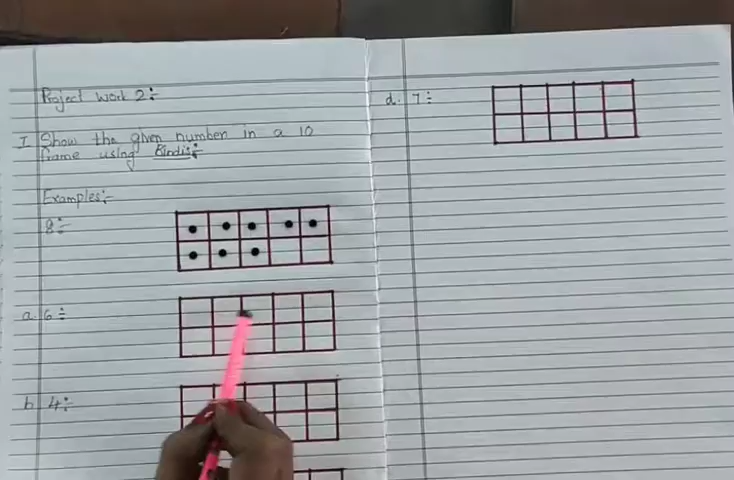 Project Work 2:-
I Show the given number in a 10
frame using Bindis:-
Examples:-
8:-
a. 6:-
b. 4:-
d. 7:-